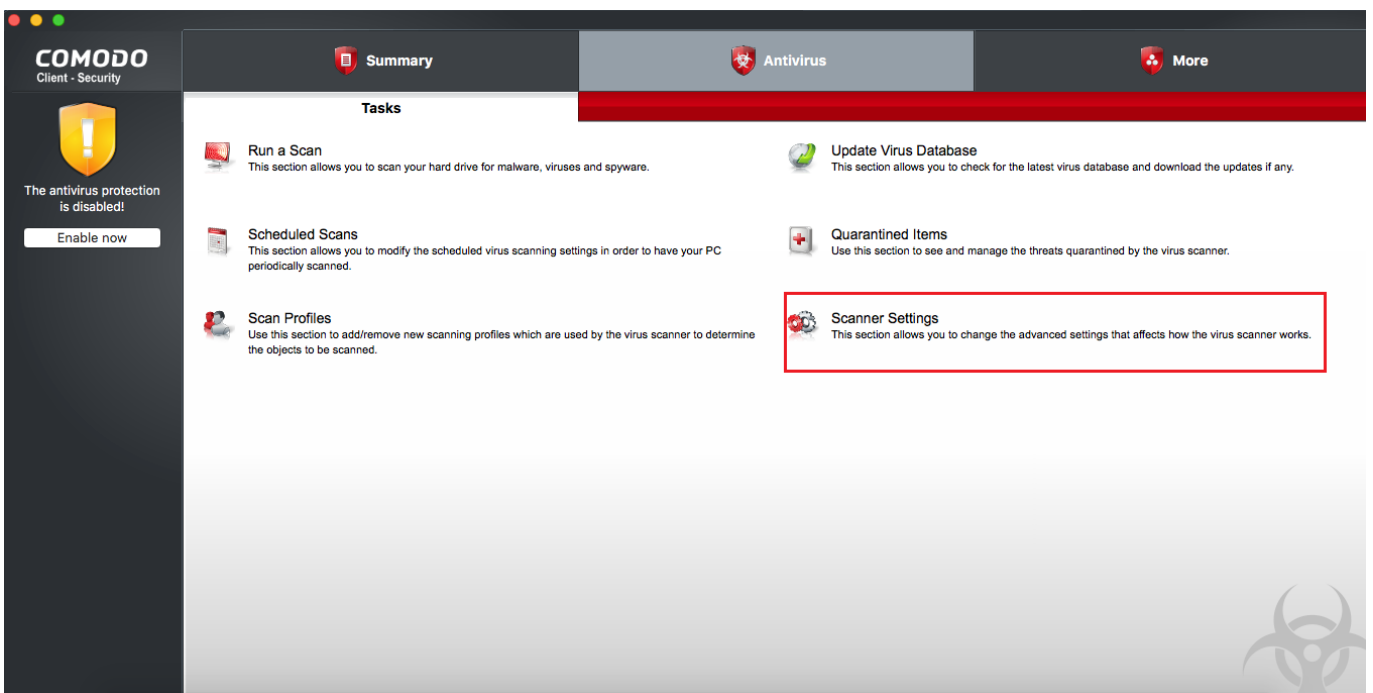 COMODO
Client - Security
Summary
Antivirus
More
The antivirus protection
is disabled!
Enable now
Tasks
Run a Scan
This section allows you to scan your hard drive for malware, viruses and spyware.
Update Virus Database
This section allows you to check for the latest virus database and download the updates if any.
Scheduled Scans
This section allows you to modify the scheduled virus scanning settings in order to have your PC
periodically scanned.
Quarantined Items
Use this section to see and manage the threats quarantined by the virus scanner.
Scan Profiles
Use this section to add/remove new scanning profiles which are used by the virus scanner to determine
the objects to be scanned.
Scanner Settings
This section allows you to change the advanced settings that affects how the virus scanner works.